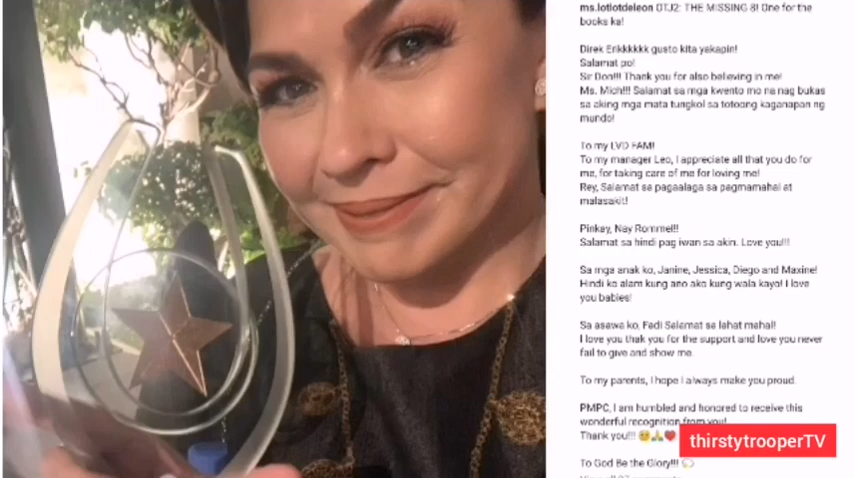 ms.lotlotdeleon OTJ2: THE MISSING 8! One for the
books ka!
Direk Erikkkkkk gusto kita yakapin!
Salamat po!
Sir Don!!! Thank you for also believing in me!
Ms. Mich!!! Salamat sa mga kwento mo na nag bukas
sa aking mga mata tungkol sa totoong kaganapan ng
mundo!
To my LVD FAM!
To my manager Leo, I appreciate all that you do for
me, for taking care of me for loving me!
Rey, Salamat sa pagaalaga sa pagmamahal at
malasakit!
Pinkay, Nay Rommel!!!
Salamat sa hindi pag iwan sa akin. Love you!!!
Sa mga anak ko, Janine, Jessica, Diego and Maxine!
Hindi ko alam kung ano ako kung wala kayo! I love
you babies!
Sa asawa ko, Fadi Salamat sa lahat mahal!
I love you thak you for the support and love you never
fail to give and show me.
To my parents, I hope I always make you proud.
PMPC, I am humbled and honored to receive this
wonderful recognition from you!
Thank you!!! 😊🙏❤️
thirstytrooperTV
To God Be the Glory!!!